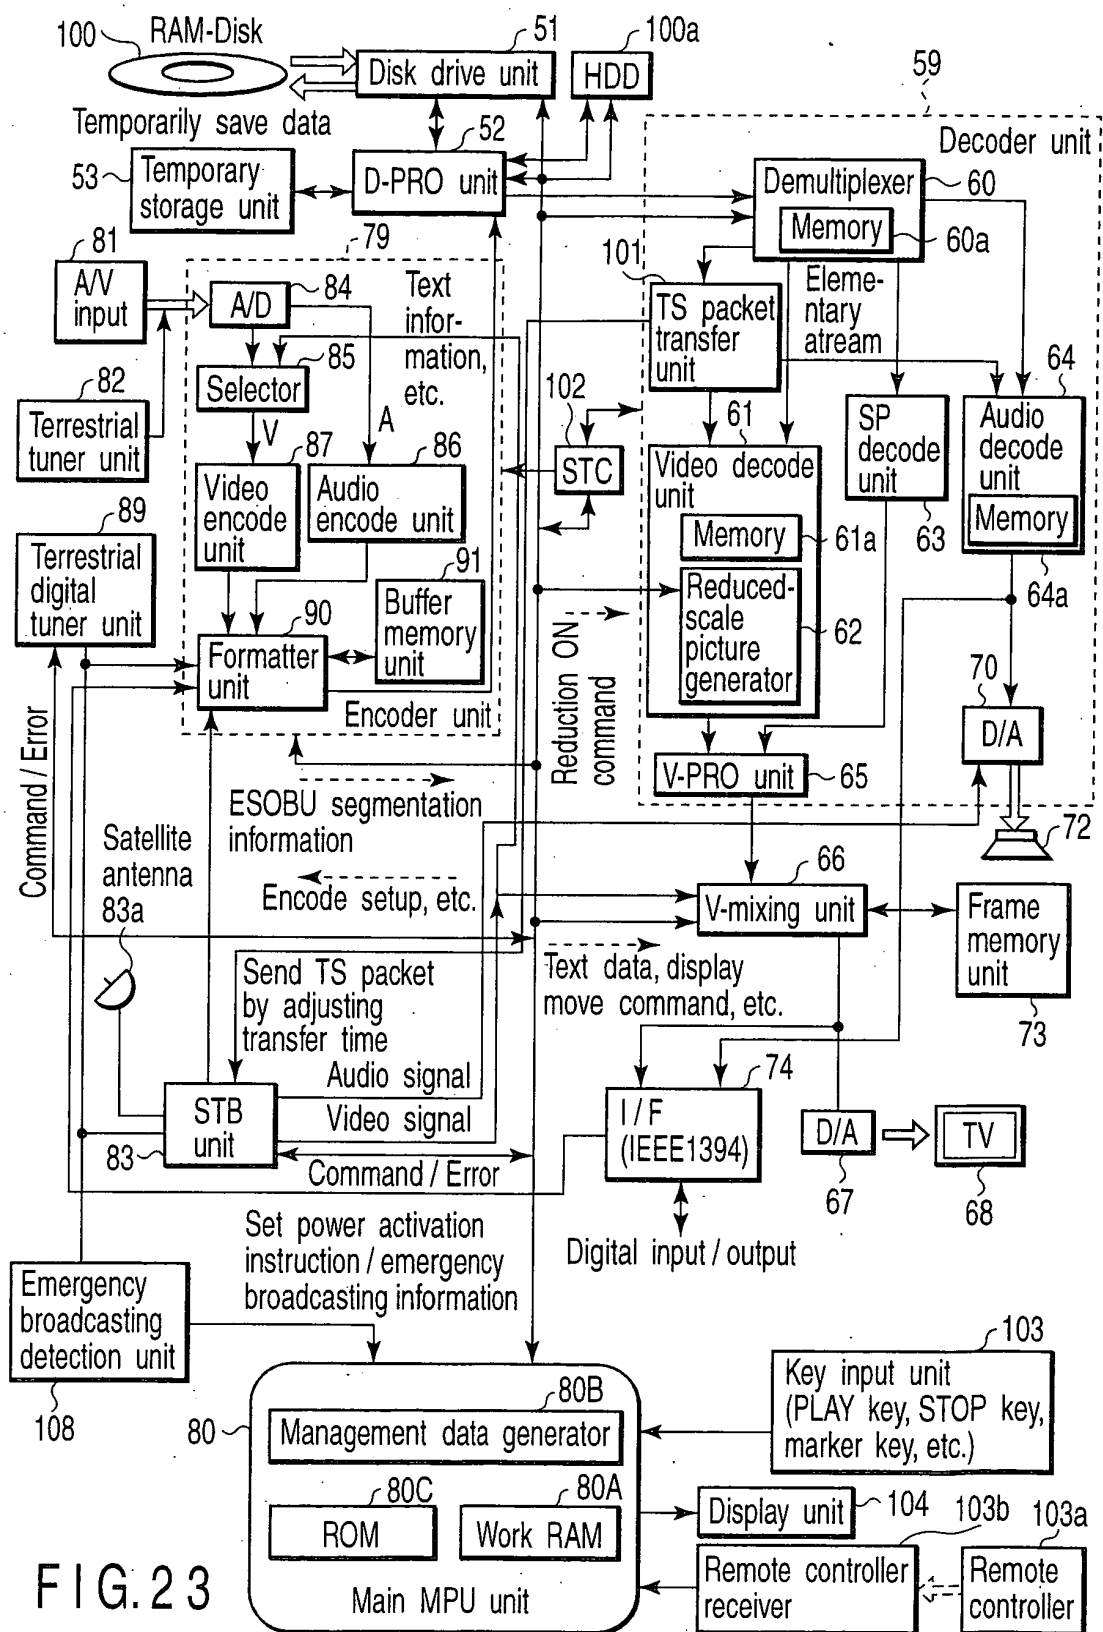 100
RAM-Disk
51
Disk drive unit
100a
HDD
59
Temporarily save data
52
Decoder unit
53
Temporary
storage unit
D-PRO unit
Demultiplexer
60
Memory
60a
81
A/V
input
79
A/D
84
Text
infor-
mation,
etc.
101
TS packet
transfer
unit
Eleme-
entary
atream
85
Selector
82
Terrestrial
tuner unit
V
A
102
STC
61
Video decode
unit
SP
decode
unit
63
64
Audio decode
unit
Memory
64a
87
Video
encode
unit
86
Audio
encode unit
89
Terrestrial
digital
tuner unit
Memory
61a
91
Buffer
memory
unit
90
Formatter
unit
Reduced-
scale
picture
generator
62
Encoder unit
Reduction ON
command
70
D/A
V-PRO unit
65
Command / Error
ESOBU segmentation
information
72
Satellite
antenna
83a
Encode setup, etc.
66
V-mixing unit
Frame
memory
unit
73
Send TS packet
by adjusting
transfer time
Text data, display
move command, etc.
Audio signal
Video signal
STB
unit
83
Command / Error
74
I / F
(IEEE1394)
D/A
67
TV
68
Digital input / output
Set power activation
instruction / emergency
broadcasting information
Emergency
broadcasting
detection unit
108
103
Key input unit
(PLAY key, STOP key,
marker key, etc.)
80
80B
Management data generator
80C
ROM
80A
Work RAM
Main MPU unit
Display unit
104
103b
Remote controller
receiver
103a
Remote
controller
FIG. 23